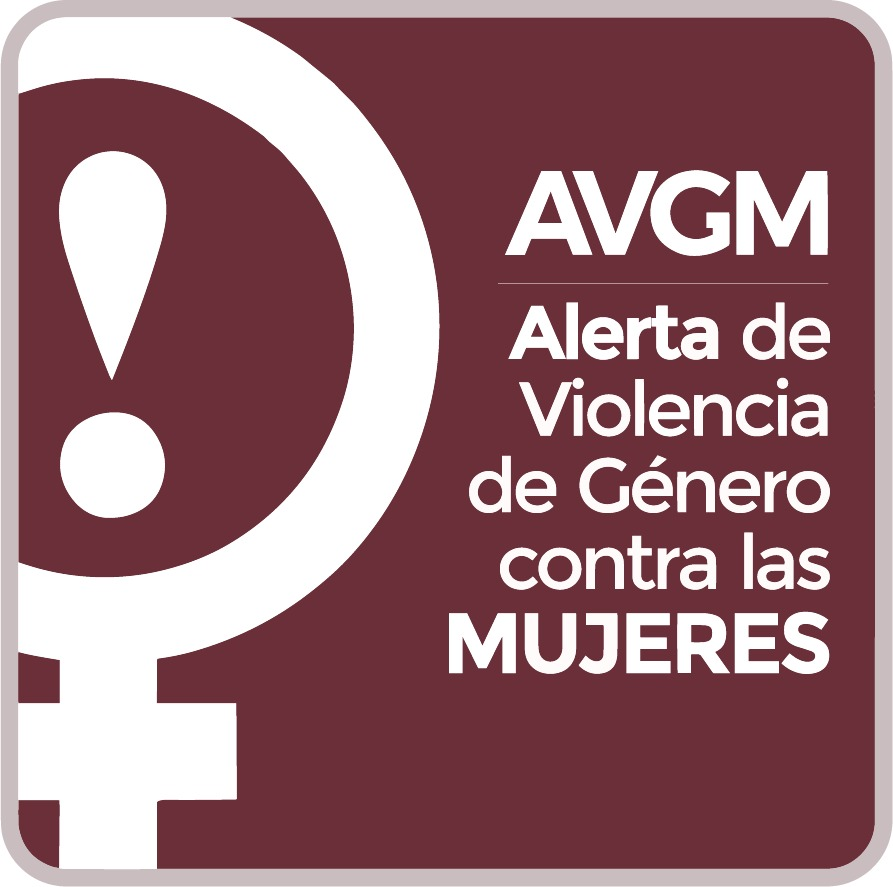 AVGM
Alerta de
Violencia
de Género
contra las
MUJERES